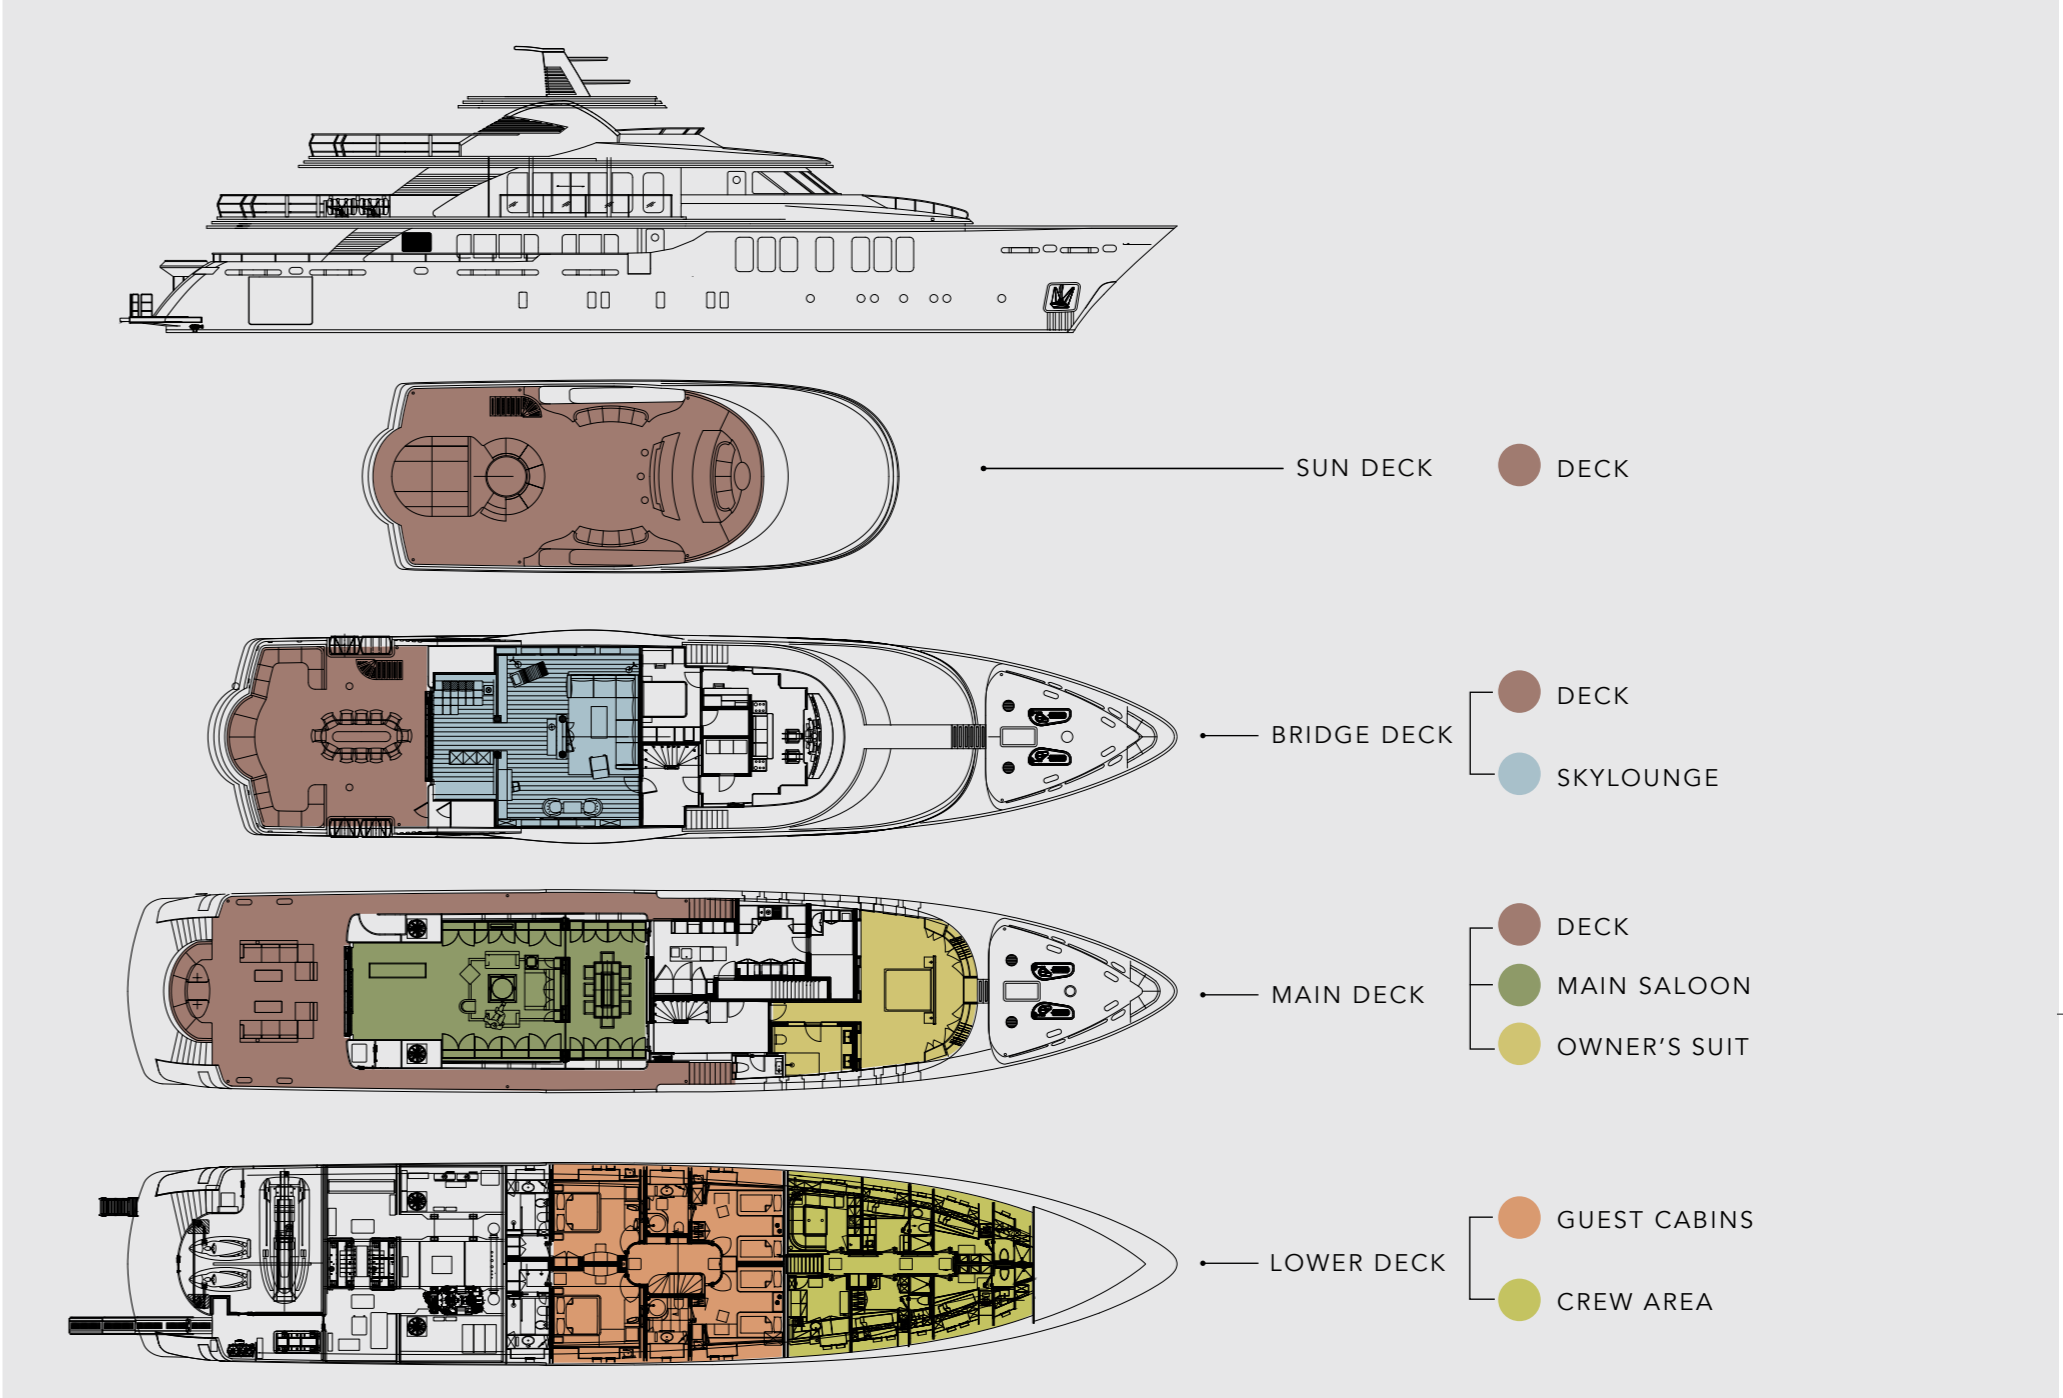 SUN DECK
DECK
BRIDGE DECK
DECK
SKYLOUNGE
MAIN DECK
DECK
MAIN SALOON
OWNER’S SUIT
LOWER DECK
GUEST CABINS
CREW AREA